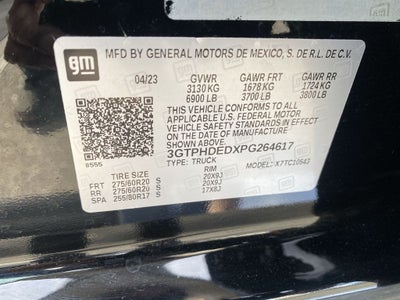 gm
MFD BY GENERAL MOTORS DE MEXICO, S. DE R.L. DE C.V.
04/23 GVWR GAWR FRT GAWR RR
3130 KG 1678 KG 1724 KG
6900 LB 3700 LB 3800 LB
THIS VEHICLE CONFORMS TO ALL APPLICABLE
U.S. FEDERAL MOTOR
VEHICLE SAFETY STANDARDS IN EFFECT ON THE
DATE OF MANUFACTURE SHOWN ABOVE.
3GTPHDEDXPG264617
TYPE: TRUCK MODEL: X7TC10543
8555
TIRE SIZE RIM
FRT 275/60R20 S 20X9J
RR 275/60R20 S 20X9J
SPA 255/80R17 S 17X8J